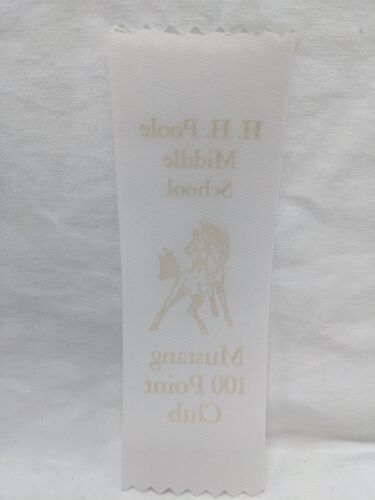 H. H. Poole
Middle
School
Mustang
100 Point
Club